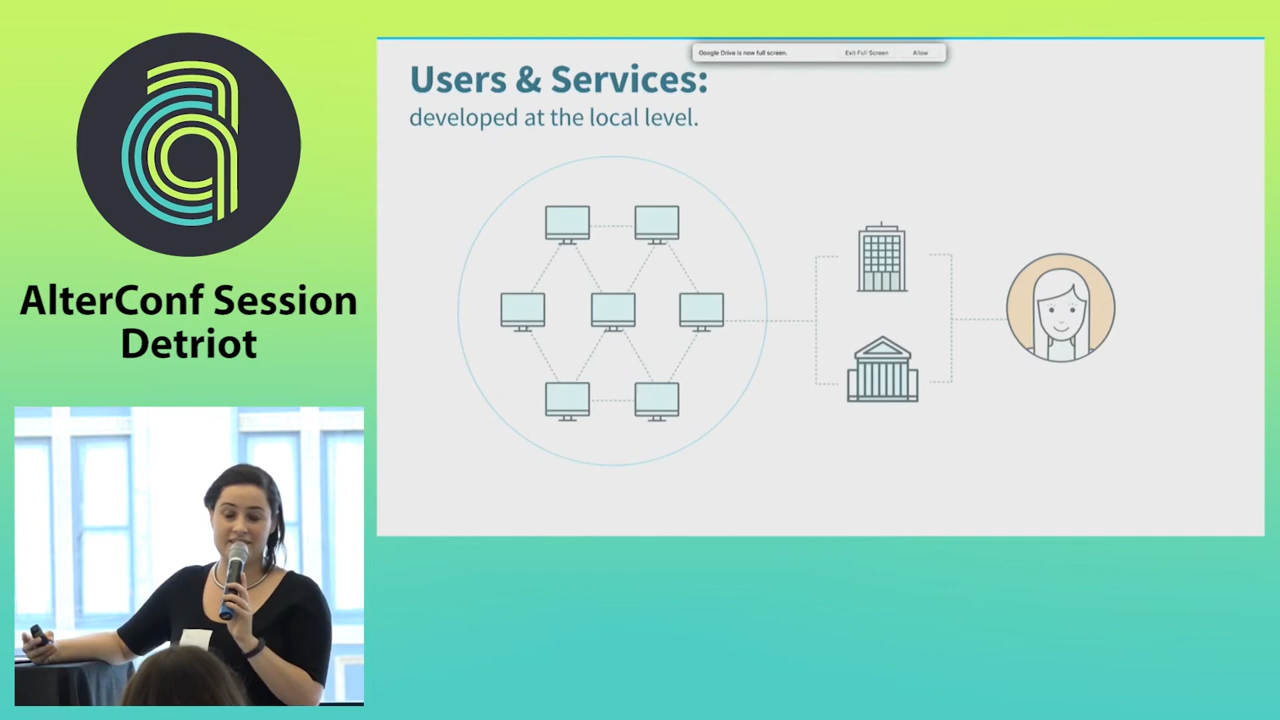 AlterConf Session
Detriot
Google Drive is now full screen.
Exit Full Screen
Allow
Users & Services:
developed at the local level.